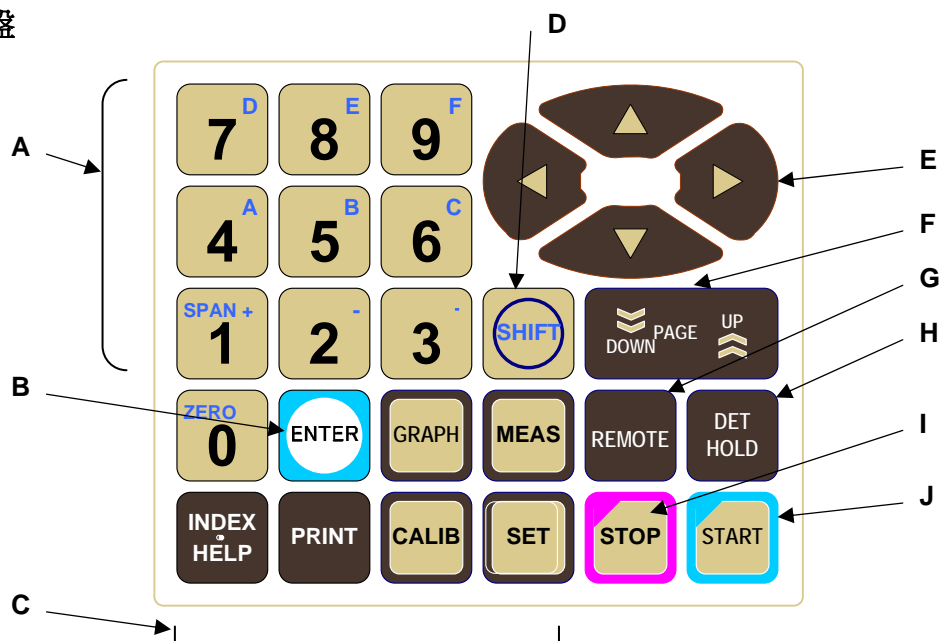 盤
D
A
E
F
G
H
B
I
J
C
D
7
E
8
F
9
A
4
B
5
C
6
SPAN +
1
-
2
.
3
SHIFT
DOWN PAGE UP
ZERO
0
ENTER
GRAPH
MEAS
REMOTE
DET
HOLD
INDEX
HELP
PRINT
CALIB
SET
STOP
START